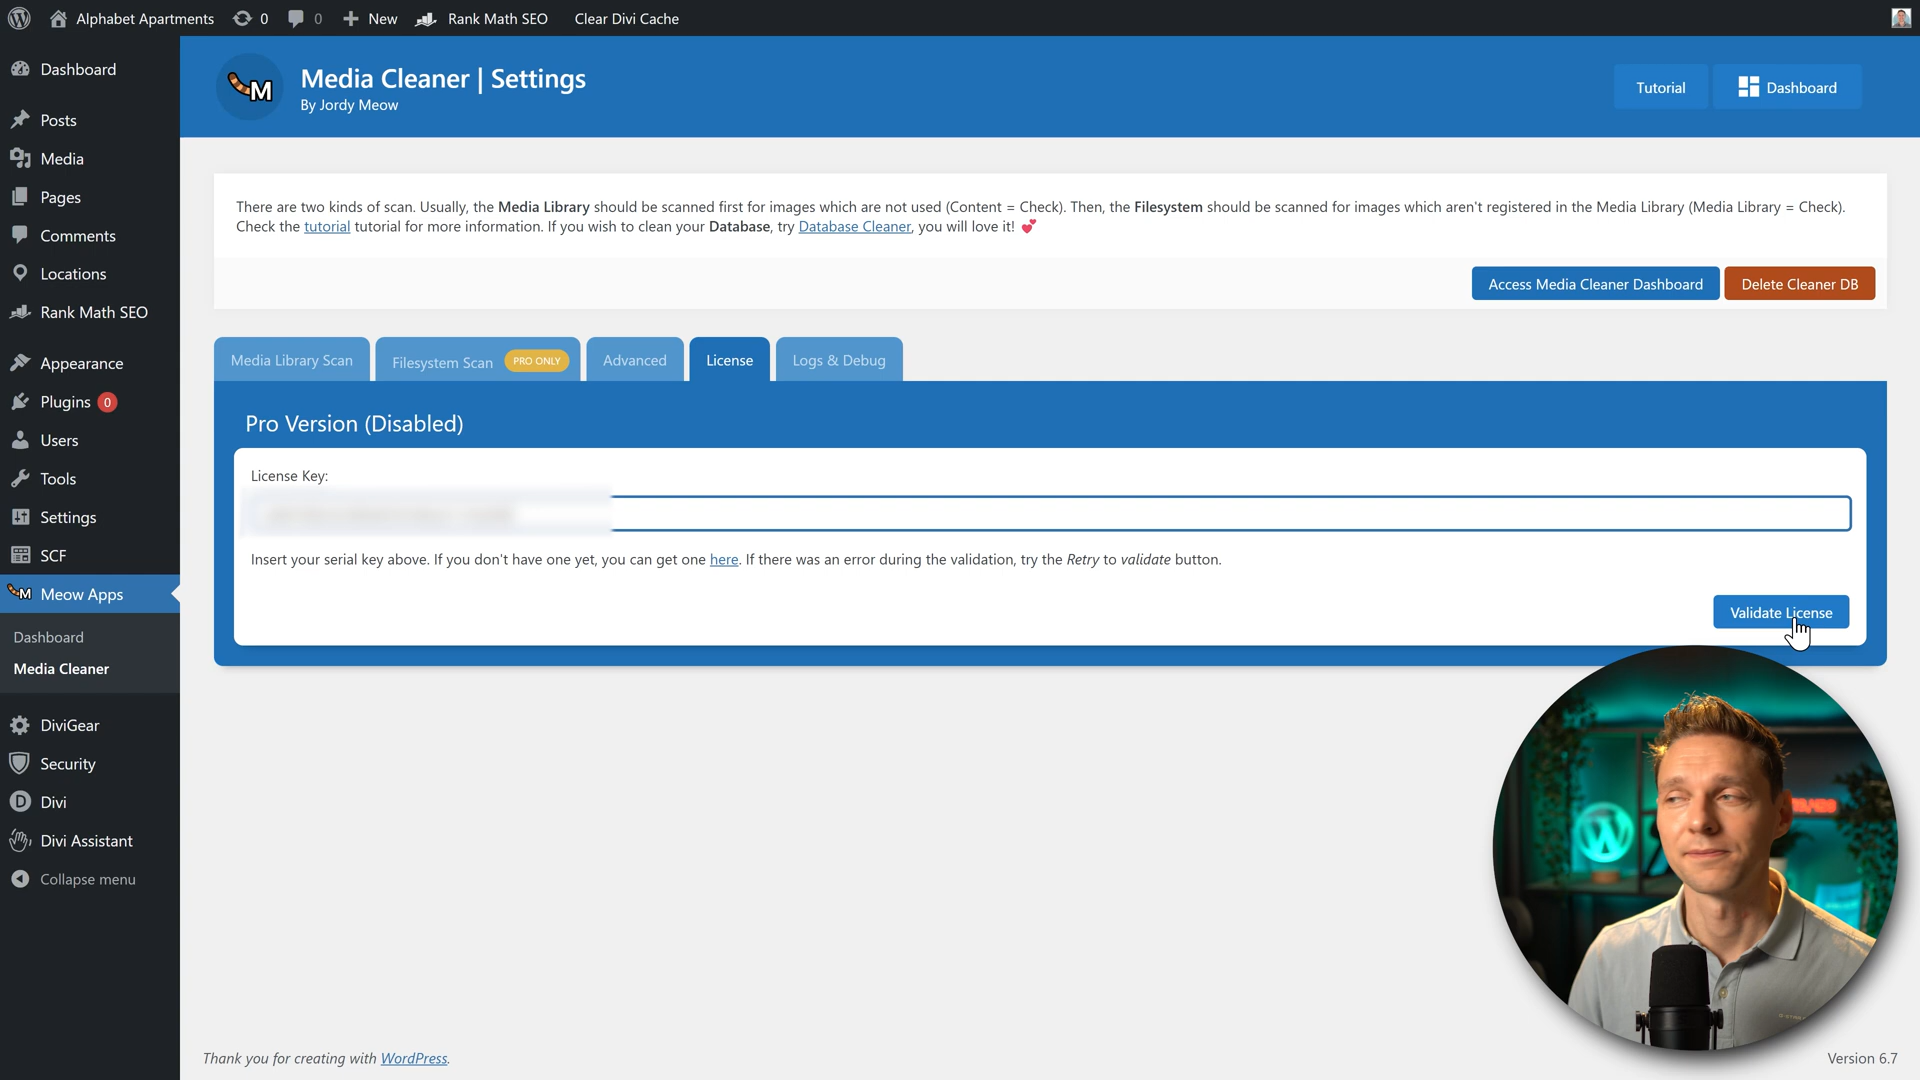 Alphabet Apartments
0
0
New
Rank Math SEO
Clear Divi Cache
Dashboard
Posts
Media
Pages
Comments
Locations
Rank Math SEO
Appearance
Plugins 0
Users
Tools
Settings
SCF
M Meow Apps
Dashboard
Media Cleaner
DiviGear
Security
Divi
Divi Assistant
Collapse menu
M
Media Cleaner | Settings
By Jordy Meow
Tutorial
Dashboard
There are two kinds of scan. Usually, the Media Library should be scanned first for images which are not used (Content = Check). Then, the Filesystem should be scanned for images which aren't registered in the Media Library (Media Library = Check).
Check the tutorial tutorial for more information. If you wish to clean your Database, try Database Cleaner, you will love it! 💕
Access Media Cleaner Dashboard
Delete Cleaner DB
Media Library Scan
Filesystem Scan PRO ONLY
Advanced
License
Logs & Debug
Pro Version (Disabled)
License Key:
Insert your serial key above. If you don't have one yet, you can get one here. If there was an error during the validation, try the Retry to validate button.
Validate License
Thank you for creating with WordPress.
Version 6.7